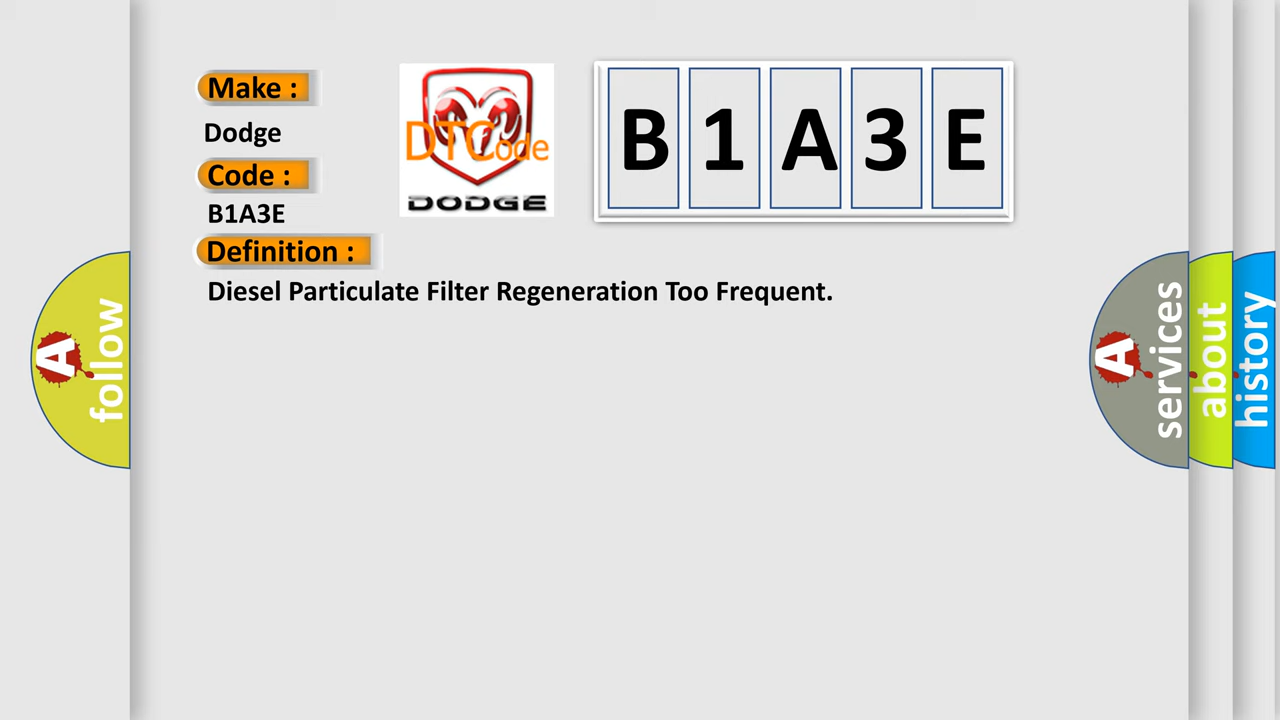 Make :
Dodge
Code :
B1A3E
Definition :
Diesel Particulate Filter Regeneration Too Frequent.
DTCode
DODGE
B 1 A 3 E
A follow
A services
about
history